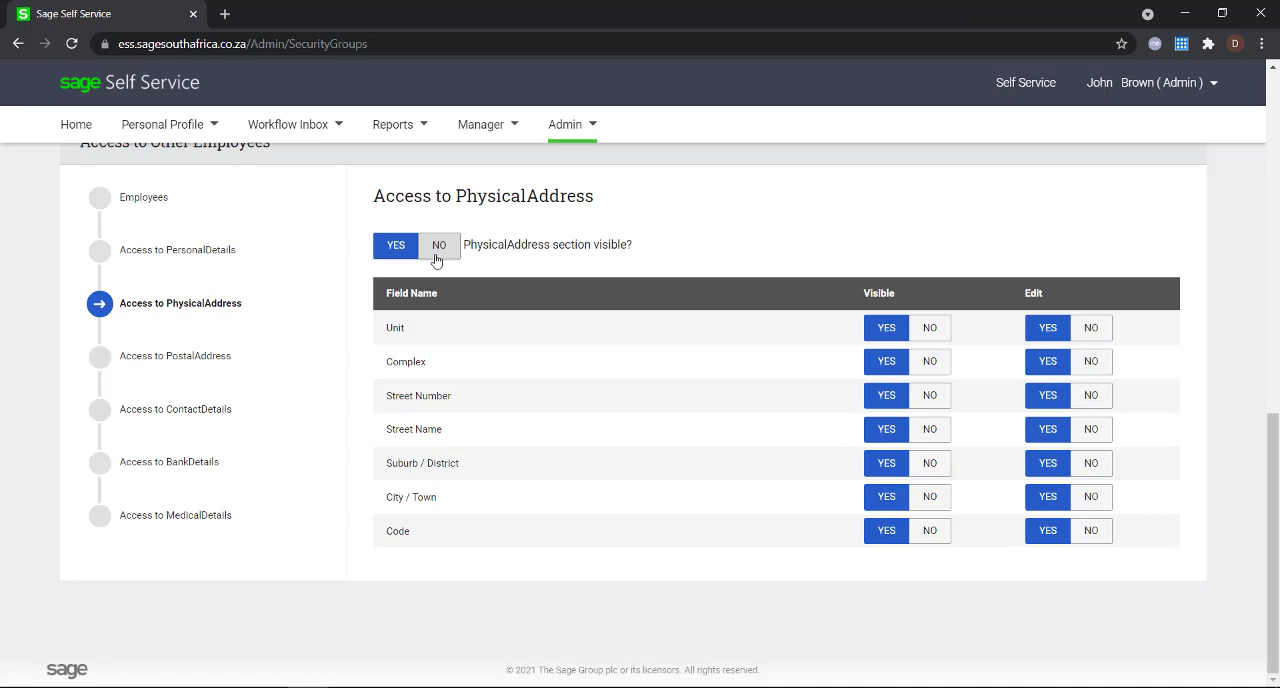 S Sage Self Service
ess.sagesouthafrica.co.za/Admin/SecurityGroups
me
D
sage Self Service
Self Service
John Brown ( Admin )
Home
Personal Profile
Workflow Inbox
Reports
Manager
Admin
Access to Other Employees
Employees
Access to PersonalDetails
Access to PhysicalAddress
Access to PostalAddress
Access to ContactDetails
Access to BankDetails
Access to MedicalDetails
Access to PhysicalAddress
YES NO PhysicalAddress section visible?
Field Name Visible Edit
Unit YES NO YES NO
Complex YES NO YES NO
Street Number YES NO YES NO
Street Name YES NO YES NO
Suburb / District YES NO YES NO
City / Town YES NO YES NO
Code YES NO YES NO
sage
© 2021 The Sage Group plc or its licensors. All rights reserved.